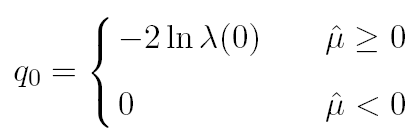 q_0 = { −2 ln λ(0)    μ̂ ≥ 0
0    μ̂ < 0